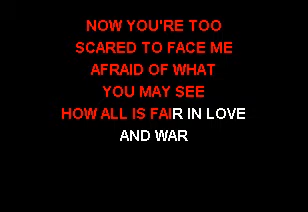 NOW YOU'RE TOO
SCARED TO FACE ME
AFRAID OF WHAT
YOU MAY SEE
HOW ALL IS FAIR IN LOVE
AND WAR